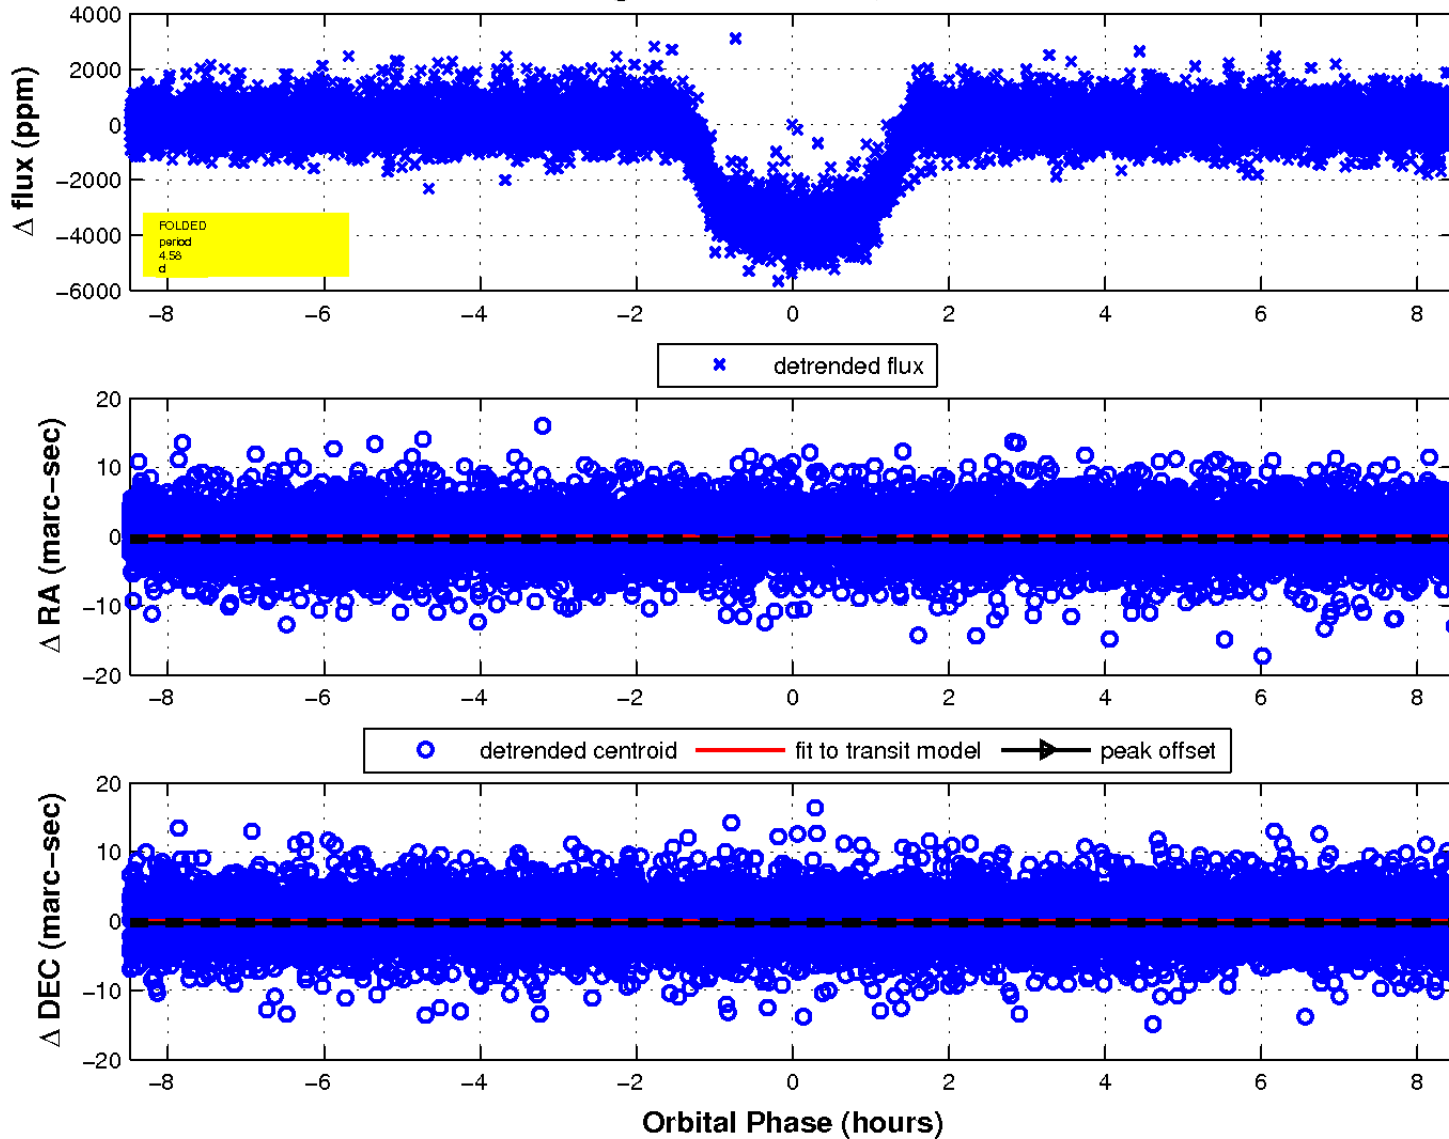 4000
2000
0
−2000
−4000
−6000
Δ flux (ppm)
FOLDED
period
4.58
d
−8 −6 −4 −2 0 2 4 6 8
detrended flux
20
10
0
−10
−20
Δ RA (marc−sec)
−8 −6 −4 −2 0 2 4 6 8
detrended centroid fit to transit model peak offset
20
10
0
−10
−20
Δ DEC (marc−sec)
−8 −6 −4 −2 0 2 4 6 8
Orbital Phase (hours)